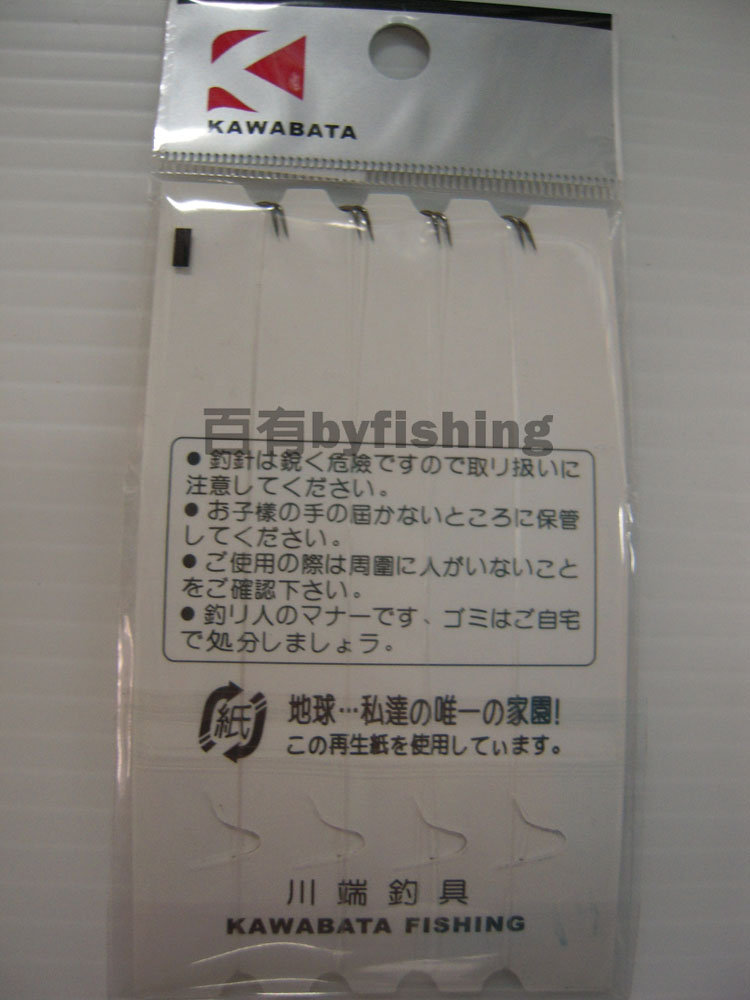 KAWABATA
百有byfishing
●釣針は鋭く危險ですので取リ扱いに
注意してください。
●お子様の手の屆かないところに保管
してください。
●ご使用の際は周圍に人がいないこと
をご確認下さい。
●釣リ人のマナーです、ゴミはご自宅
で処分しましょう。
紙
地球…私達の唯一の家園!
この再生紙を使用しています。
川端釣具
KAWABATA FISHING